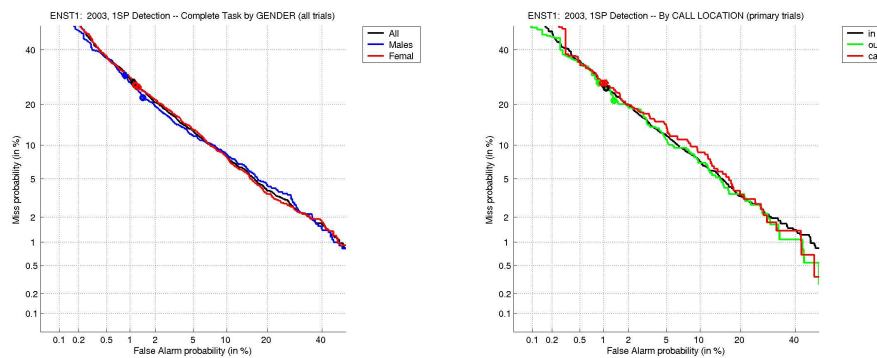 ENST1: 2003, 1SP Detection -- Complete Task by GENDER (all trials)
All
Males
Femal
Miss probability (in %)
40
20
10
5
2
1
0.5
0.2
0.1
0.1 0.2 0.5 1 2 5 10 20 40
False Alarm probability (in %)
ENST1: 2003, 1SP Detection -- By CALL LOCATION (primary trials)
in
ou
ca
Miss probability (in %)
40
20
10
5
2
1
0.5
0.2
0.1
0.1 0.2 0.5 1 2 5 10 20 40
False Alarm probability (in %)